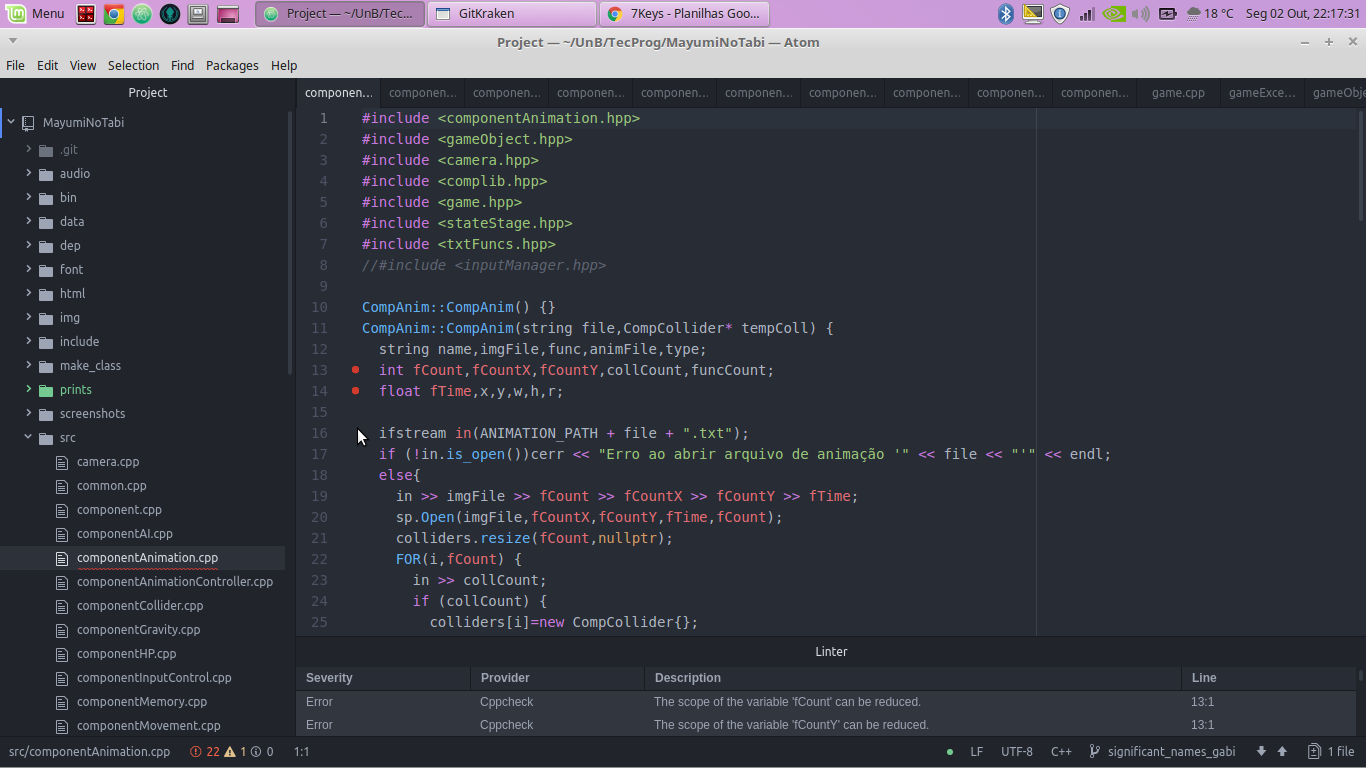 Menu
Project — ~/UnB/Tec...
GitKraken
7Keys - Planilhas Goo...
18 °C
Seg 02 Out, 22:17:31
Project — ~/UnB/TecProg/MayumiNoTabi — Atom
File Edit View Selection Find Packages Help
Project
MayumiNoTabi
.git
audio
bin
data
dep
font
html
img
include
make_class
prints
screenshots
src
camera.cpp
common.cpp
component.cpp
componentAI.cpp
componentAnimation.cpp
componentAnimationController.cpp
componentCollider.cpp
componentGravity.cpp
componentHP.cpp
componentInputControl.cpp
componentMemory.cpp
componentMovement.cpp
componen... componen... componen... componen... componen... componen... componen... componen... componen... componen... game.cpp gameExce... gameObje
1 #include <componentAnimation.hpp>
2 #include <gameObject.hpp>
3 #include <camera.hpp>
4 #include <complib.hpp>
5 #include <game.hpp>
6 #include <stateStage.hpp>
7 #include <txtFuncs.hpp>
8 //#include <inputManager.hpp>
9
10 CompAnim::CompAnim() {}
11 CompAnim::CompAnim(string file,CompCollider* tempColl) {
12 string name,imgFile,func,animFile,type;
13 int fCount,fCountX,fCountY,collCount,funcCount;
14 float fTime,x,y,w,h,r;
15
16 ifstream in(ANIMATION_PATH + file + ".txt");
17 if (!in.is_open())cerr << "Erro ao abrir arquivo de animação '" << file << "'" << endl;
18 else{
19 in >> imgFile >> fCount >> fCountX >> fCountY >> fTime;
20 sp.Open(imgFile,fCountX,fCountY,fTime,fCount);
21 colliders.resize(fCount,nullptr);
22 FOR(i,fCount) {
23 in >> collCount;
24 if (collCount) {
25 colliders[i]=new CompCollider{};
Linter
Severity Provider Description Line
Error Cppcheck The scope of the variable 'fCount' can be reduced. 13:1
Error Cppcheck The scope of the variable 'fCountY' can be reduced. 13:1
src/componentAnimation.cpp 22 1 0 1:1 LF UTF-8 C++ significant_names_gabi 1 file